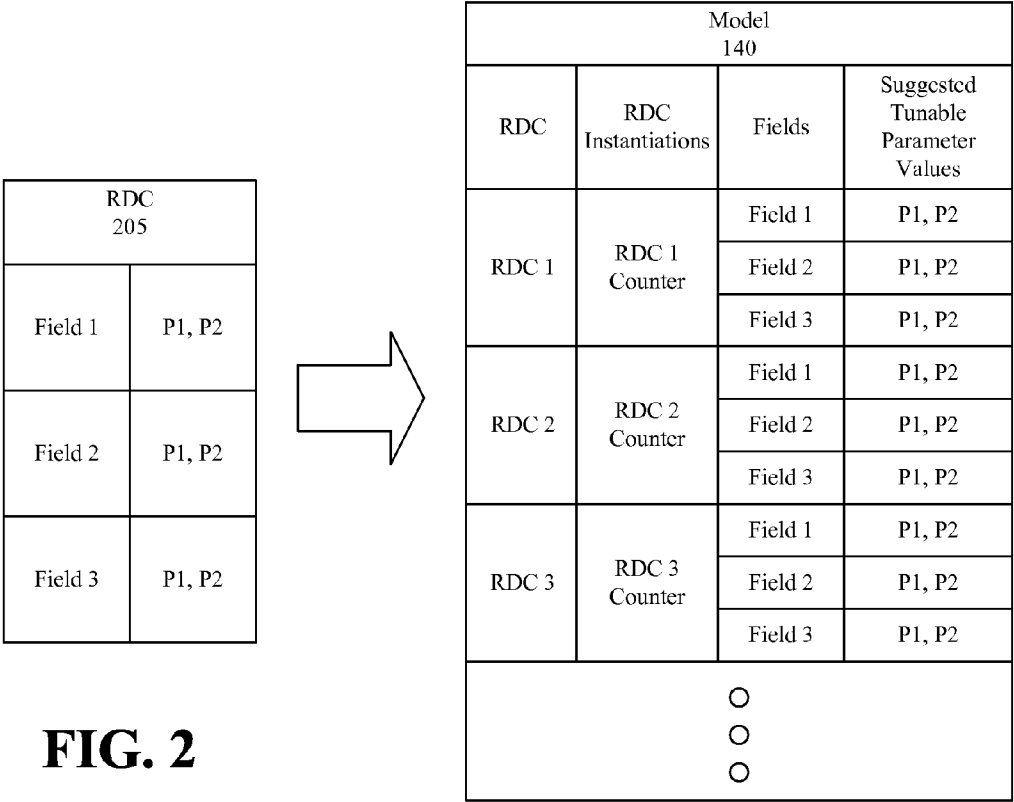 RDC
205
Field 1
P1, P2
Field 2
P1, P2
Field 3
P1, P2
FIG. 2
Model
140
RDC
RDC
Instantiations
Fields
Suggested
Tunable
Parameter
Values
RDC 1
RDC 1
Counter
Field 1
P1, P2
Field 2
P1, P2
Field 3
P1, P2
RDC 2
RDC 2
Counter
Field 1
P1, P2
Field 2
P1, P2
Field 3
P1, P2
RDC 3
RDC 3
Counter
Field 1
P1, P2
Field 2
P1, P2
Field 3
P1, P2